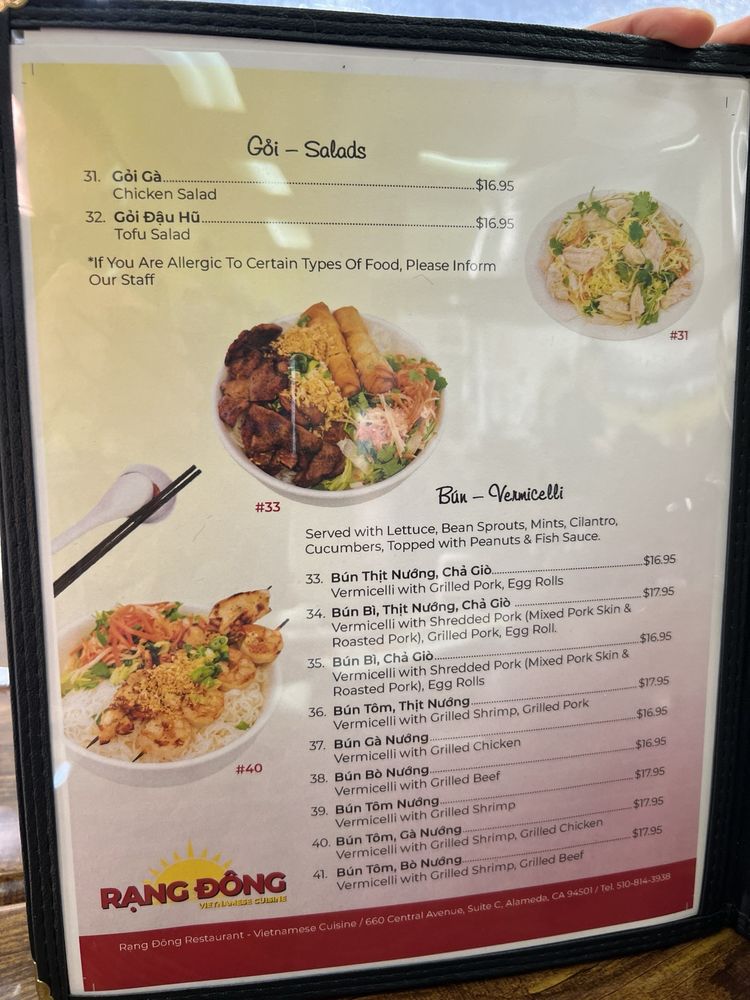 Gỏi – Salads
31. Gỏi Gà........$16.95
Chicken Salad
32. Gỏi Đậu Hũ........$16.95
Tofu Salad
*If You Are Allergic To Certain Types Of Food, Please Inform
Our Staff
#31
#33
Bún – Vermicelli
Served with Lettuce, Bean Sprouts, Mints, Cilantro,
Cucumbers, Topped with Peanuts & Fish Sauce.
33. Bún Thịt Nướng, Chả Giò........$16.95
Vermicelli with Grilled Pork, Egg Rolls
34. Bún Bì, Thịt Nướng, Chả Giò........$17.95
Vermicelli with Shredded Pork (Mixed Pork Skin &
Roasted Pork), Grilled Pork, Egg Roll.
35. Bún Bì, Chả Giò........$16.95
Vermicelli with Shredded Pork (Mixed Pork Skin &
Roasted Pork), Egg Rolls
36. Bún Tôm, Thịt Nướng........$17.95
Vermicelli with Grilled Shrimp, Grilled Pork
37. Bún Gà Nướng........$16.95
Vermicelli with Grilled Chicken
38. Bún Bò Nướng........$16.95
Vermicelli with Grilled Beef
39. Bún Tôm Nướng........$17.95
Vermicelli with Grilled Shrimp
40. Bún Tôm, Gà Nướng........$17.95
Vermicelli with Grilled Shrimp, Grilled Chicken
41. Bún Tôm, Bò Nướng........$17.95
Vermicelli with Grilled Shrimp, Grilled Beef
#40
RẠNG ĐÔNG
VIETNAMESE CUISINE
Rạng Đông Restaurant - Vietnamese Cuisine / 660 Central Avenue, Suite C, Alameda, CA 94501 / Tel. 510-814-3938